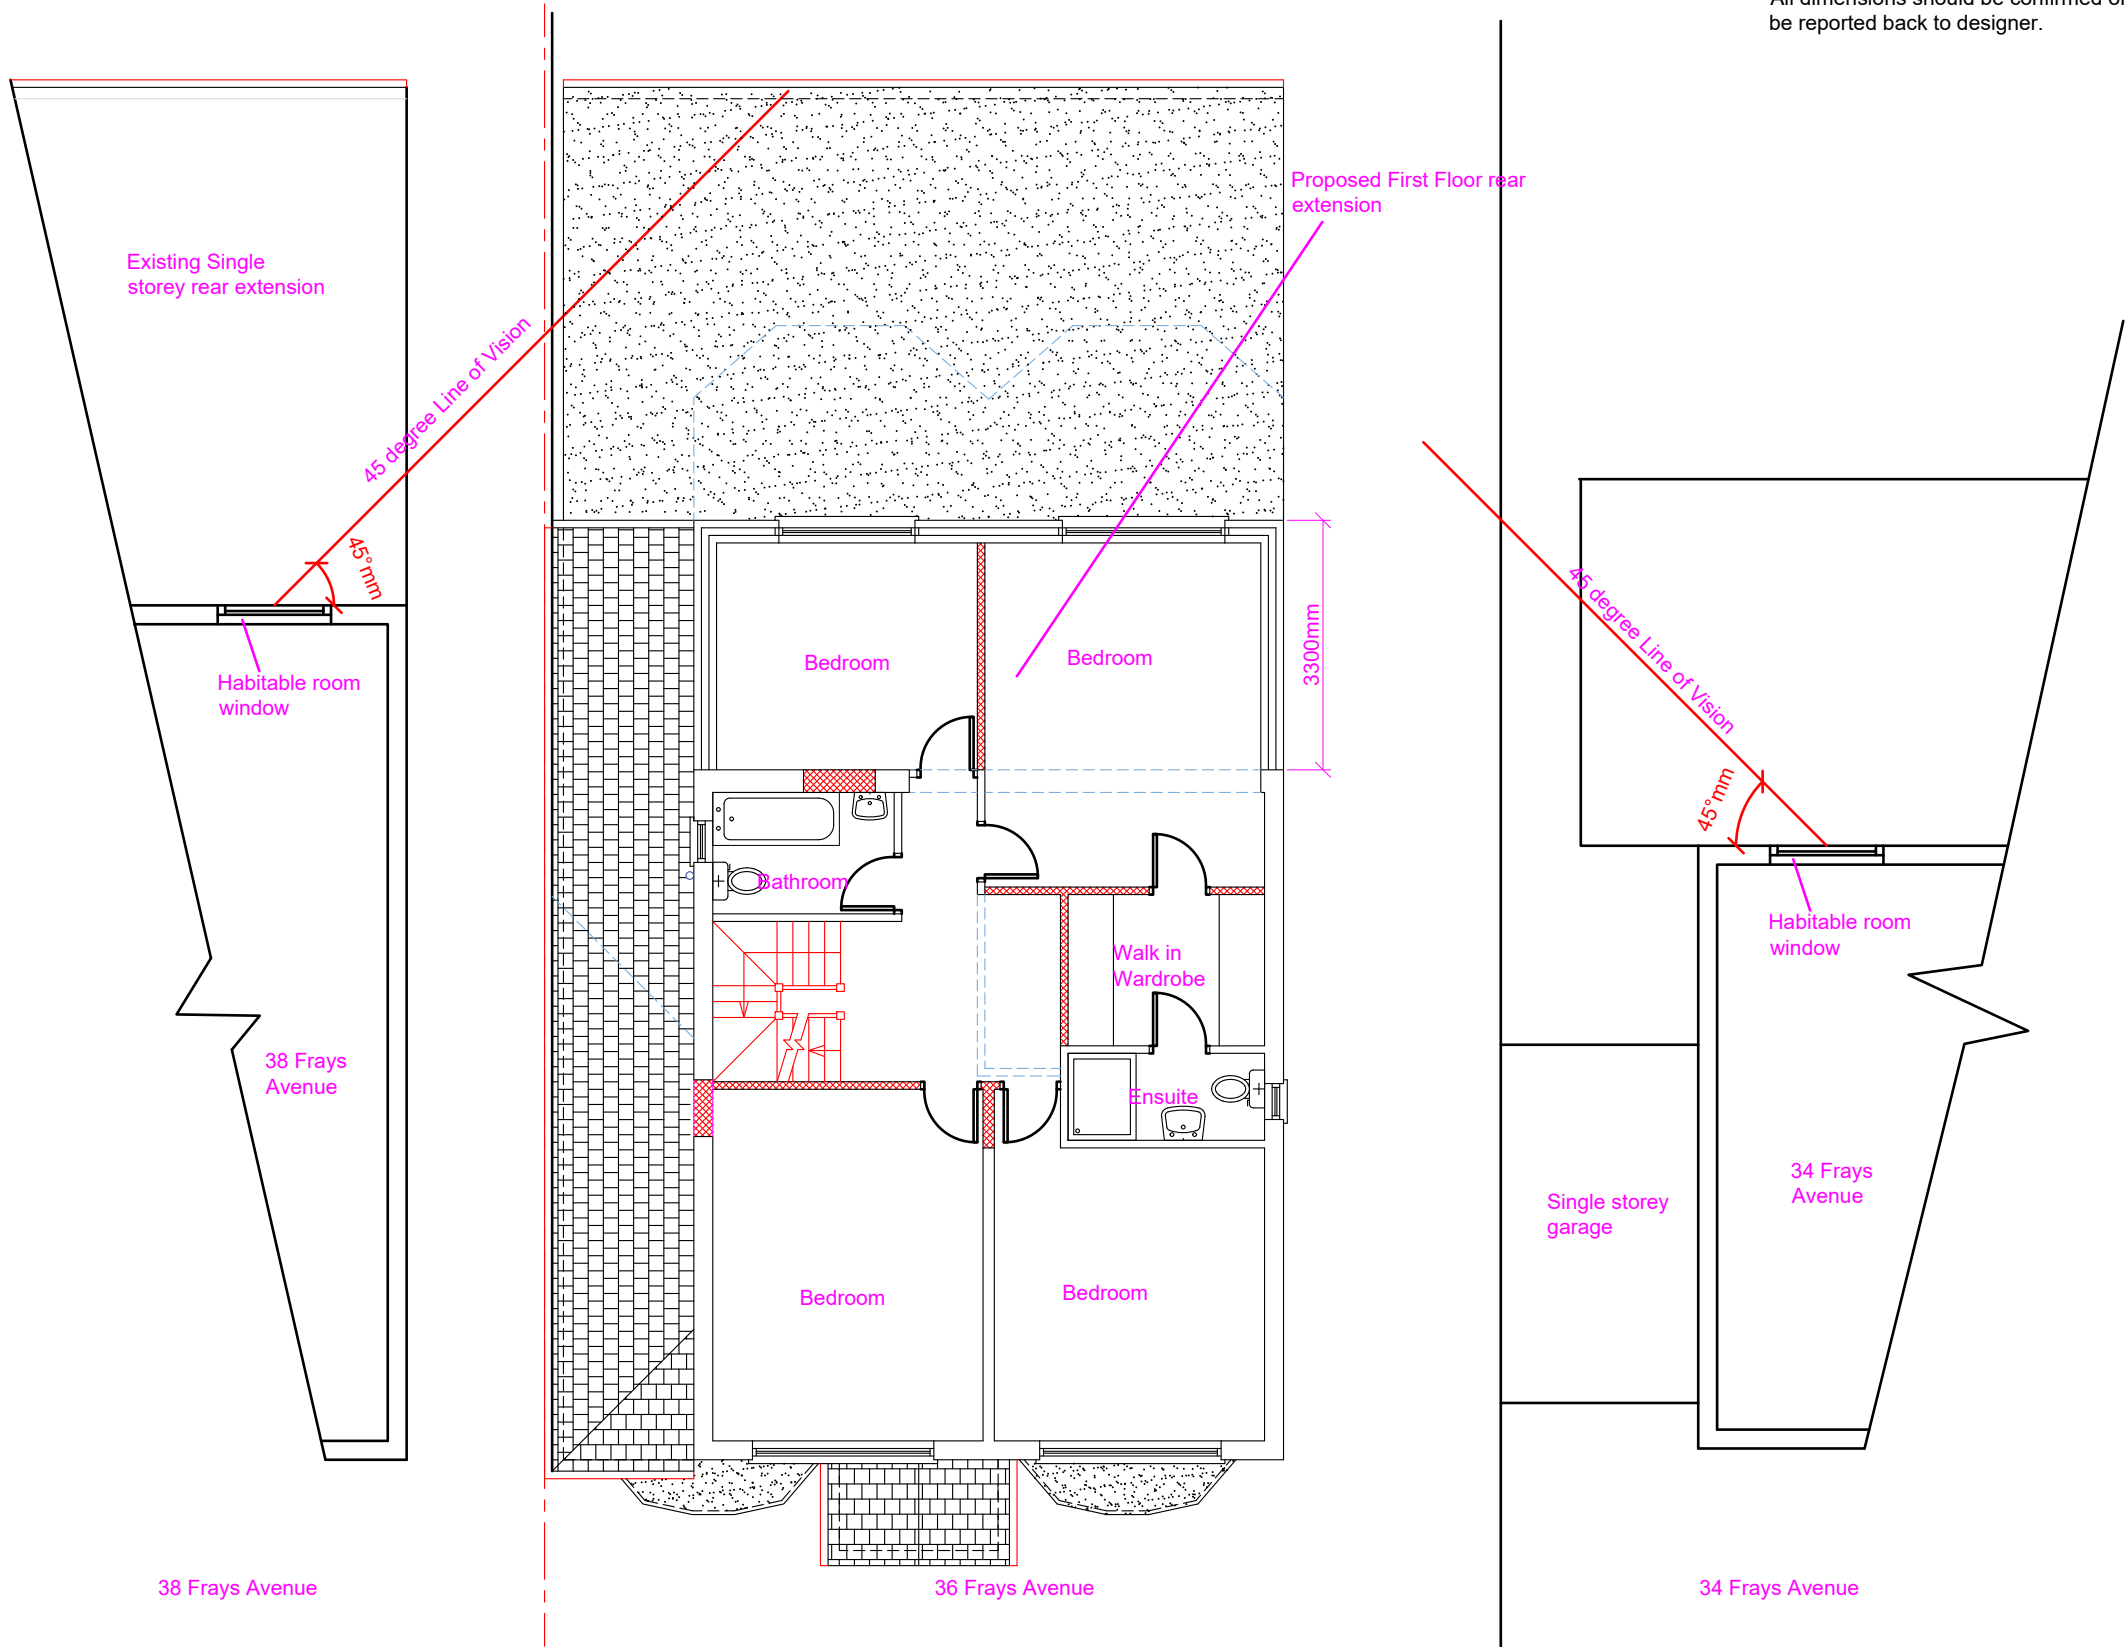 be reported back to designer.
Proposed First Floor rear
extension
Existing Single
storey rear extension
45 degree Line of Vision
45°mm
Habitable room
window
Bedroom
Bedroom
3300mm
45 degree Line of Vision
45°mm
Habitable room
window
Bathroom
Walk in
Wardrobe
Ensuite
38 Frays
Avenue
Single storey
garage
34 Frays
Avenue
Bedroom
Bedroom
38 Frays Avenue
36 Frays Avenue
34 Frays Avenue